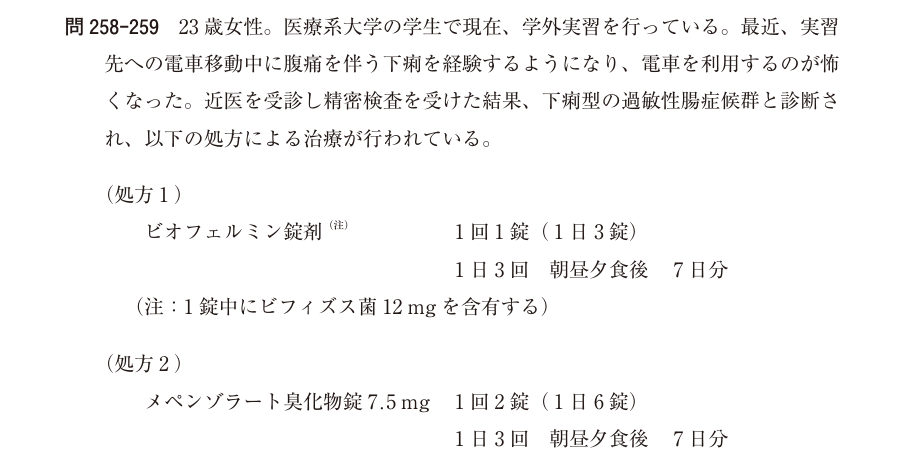 問258-259　23歳女性。医療系大学の学生で現在、学外実習を行っている。最近、実習
先への電車移動中に腹痛を伴う下痢を経験するようになり、電車を利用するのが怖
くなった。近医を受診し精密検査を受けた結果、下痢型の過敏性腸症候群と診断さ
れ、以下の処方による治療が行われている。
（処方1）
ビオフェルミン錠剤（注）　1回1錠（1日3錠）
1日3回　朝昼夕食後　7日分
（注：1錠中にビフィズス菌12 mgを含有する）
（処方2）
メペンゾラート臭化物錠7.5 mg　1回2錠（1日6錠）
1日3回　朝昼夕食後　7日分